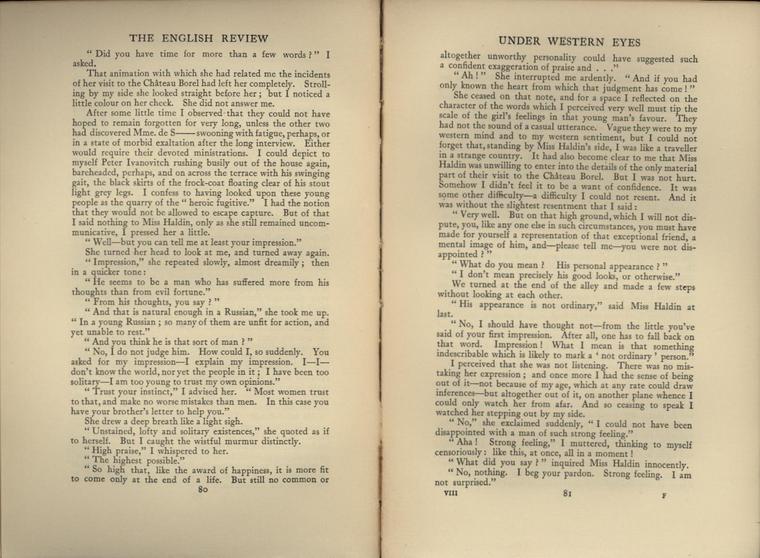 THE ENGLISH REVIEW
“ Did you have time for more than a few words ? ” I
asked.
That animation with which she had related me the incidents
of her visit to the Château Borel had left her completely. Stroll-
ing by my side she looked straight before her ; but I noticed a
little colour on her cheek. She did not answer me.
After some little time I observed that they could not have
hoped to remain forgotten for very long, unless the other two
had discovered Mme. de S—— swooning with fatigue, perhaps, or
in a state of morbid exaltation after the long interview. Either
would require their devoted ministrations. I could depict to
myself Peter Ivanovitch rushing busily out of the house again,
bareheaded, perhaps, and on across the terrace with his swinging
gait, the black skirts of the frock-coat floating clear of his stout
light grey legs. I confess to having looked upon these young
people as the quarry of the “ heroic fugitive.” I had the notion
that they would not be allowed to escape capture. But of that
I said nothing to Miss Haldin, only as she still remained uncom-
municative, I pressed her a little.
“ Well—but you can tell me at least your impression.”
She turned her head to look at me, and turned away again.
“ Impression,” she repeated slowly, almost dreamily ; then
in a quicker tone :
“ He seems to be a man who has suffered more from his
thoughts than from evil fortune.”
“ From his thoughts, you say ? ”
“ And that is natural enough in a Russian,” she took me up.
“ In a young Russian ; so many of them are unfit for action, and
yet unable to rest.”
“ And you think he is that sort of man ? ”
“ No, I do not judge him. How could I, so suddenly. You
asked for my impression—I explain my impression. I—I—
don’t know the world, nor yet the people in it ; I have been too
solitary—I am too young to trust my own opinions.”
“ Trust your instinct,” I advised her. “ Most women trust
to that, and make no worse mistakes than men. In this case you
have your brother’s letter to help you.”
She drew a deep breath like a light sigh.
“ Unstained, lofty and solitary existences,” she quoted as if
to herself. But I caught the wistful murmur distinctly.
“ High praise,” I whispered to her.
“ The highest possible.”
“ So high that, like the award of happiness, it is more fit
to come only at the end of a life. But still no common or
80
UNDER WESTERN EYES
altogether unworthy personality could have suggested such
a confident exaggeration of praise and . . .”
“ Ah ! ” She interrupted me ardently. “ And if you had
only known the heart from which that judgment has come ! ”
She ceased on that note, and for a space I reflected on the
character of the words which I perceived very well must tip the
scale of the girl’s feelings in that young man’s favour. They
had not the sound of a casual utterance. Vague they were to my
western mind and to my western sentiment, but I could not
forget that, standing by Miss Haldin’s side, I was like a traveller
in a strange country. It had also become clear to me that Miss
Haldin was unwilling to enter into the details of the only material
part of their visit to the Château Borel. But I was not hurt.
Somehow I didn’t feel it to be a want of confidence. It was
some other difficulty—a difficulty I could not resent. And it
was without the slightest resentment that I said :
“ Very well. But on that high ground, which I will not dis-
pute, you, like any one else in such circumstances, you must have
made for yourself a representation of that exceptional friend, a
mental image of him, and—please tell me—you were not dis-
appointed ? ”
“ What do you mean ? His personal appearance ? ”
“ I don’t mean precisely his good looks, or otherwise.”
We turned at the end of the alley and made a few steps
without looking at each other.
“ His appearance is not ordinary,” said Miss Haldin at
last.
“ No, I should have thought not—from the little you’ve
said of your first impression. After all, one has to fall back on
that word. Impression ! What I mean is that something
indescribable which is likely to mark a ‘ not ordinary ’ person.”
I perceived that she was not listening. There was no mis-
taking her expression ; and once more I had the sense of being
out of it—not because of my age, which at any rate could draw
inferences—but altogether out of it, on another plane whence I
could only watch her from afar. And so ceasing to speak I
watched her stepping out by my side.
“ No,” she exclaimed suddenly, “ I could not have been
disappointed with a man of such strong feeling.”
“ Aha ! Strong feeling,” I muttered, thinking to myself
censoriously : like this, at once, all in a moment !
“ What did you say ? ” inquired Miss Haldin innocently.
“ No, nothing. I beg your pardon. Strong feeling. I am
not surprised.”
VIII 81 F